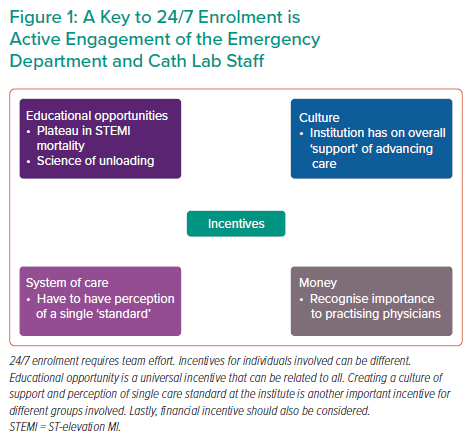 Figure 1: A Key to 24/7 Enrolment is
Active Engagement of the Emergency
Department and Cath Lab Staff
Educational opportunities
• Plateau in STEMI
mortality
• Science of unloading
Culture
• Institution has on overall
‘support’ of advancing
care
Incentives
System of care
• Have to have perception
of a single ‘standard’
Money
• Recognise importance
to practising physicians
24/7 enrolment requires team effort. Incentives for individuals involved can be different.
Educational opportunity is a universal incentive that can be related to all. Creating a culture of
support and perception of single care standard at the institute is another important incentive for
different groups involved. Lastly, financial incentive should also be considered.
STEMI = ST-elevation MI.